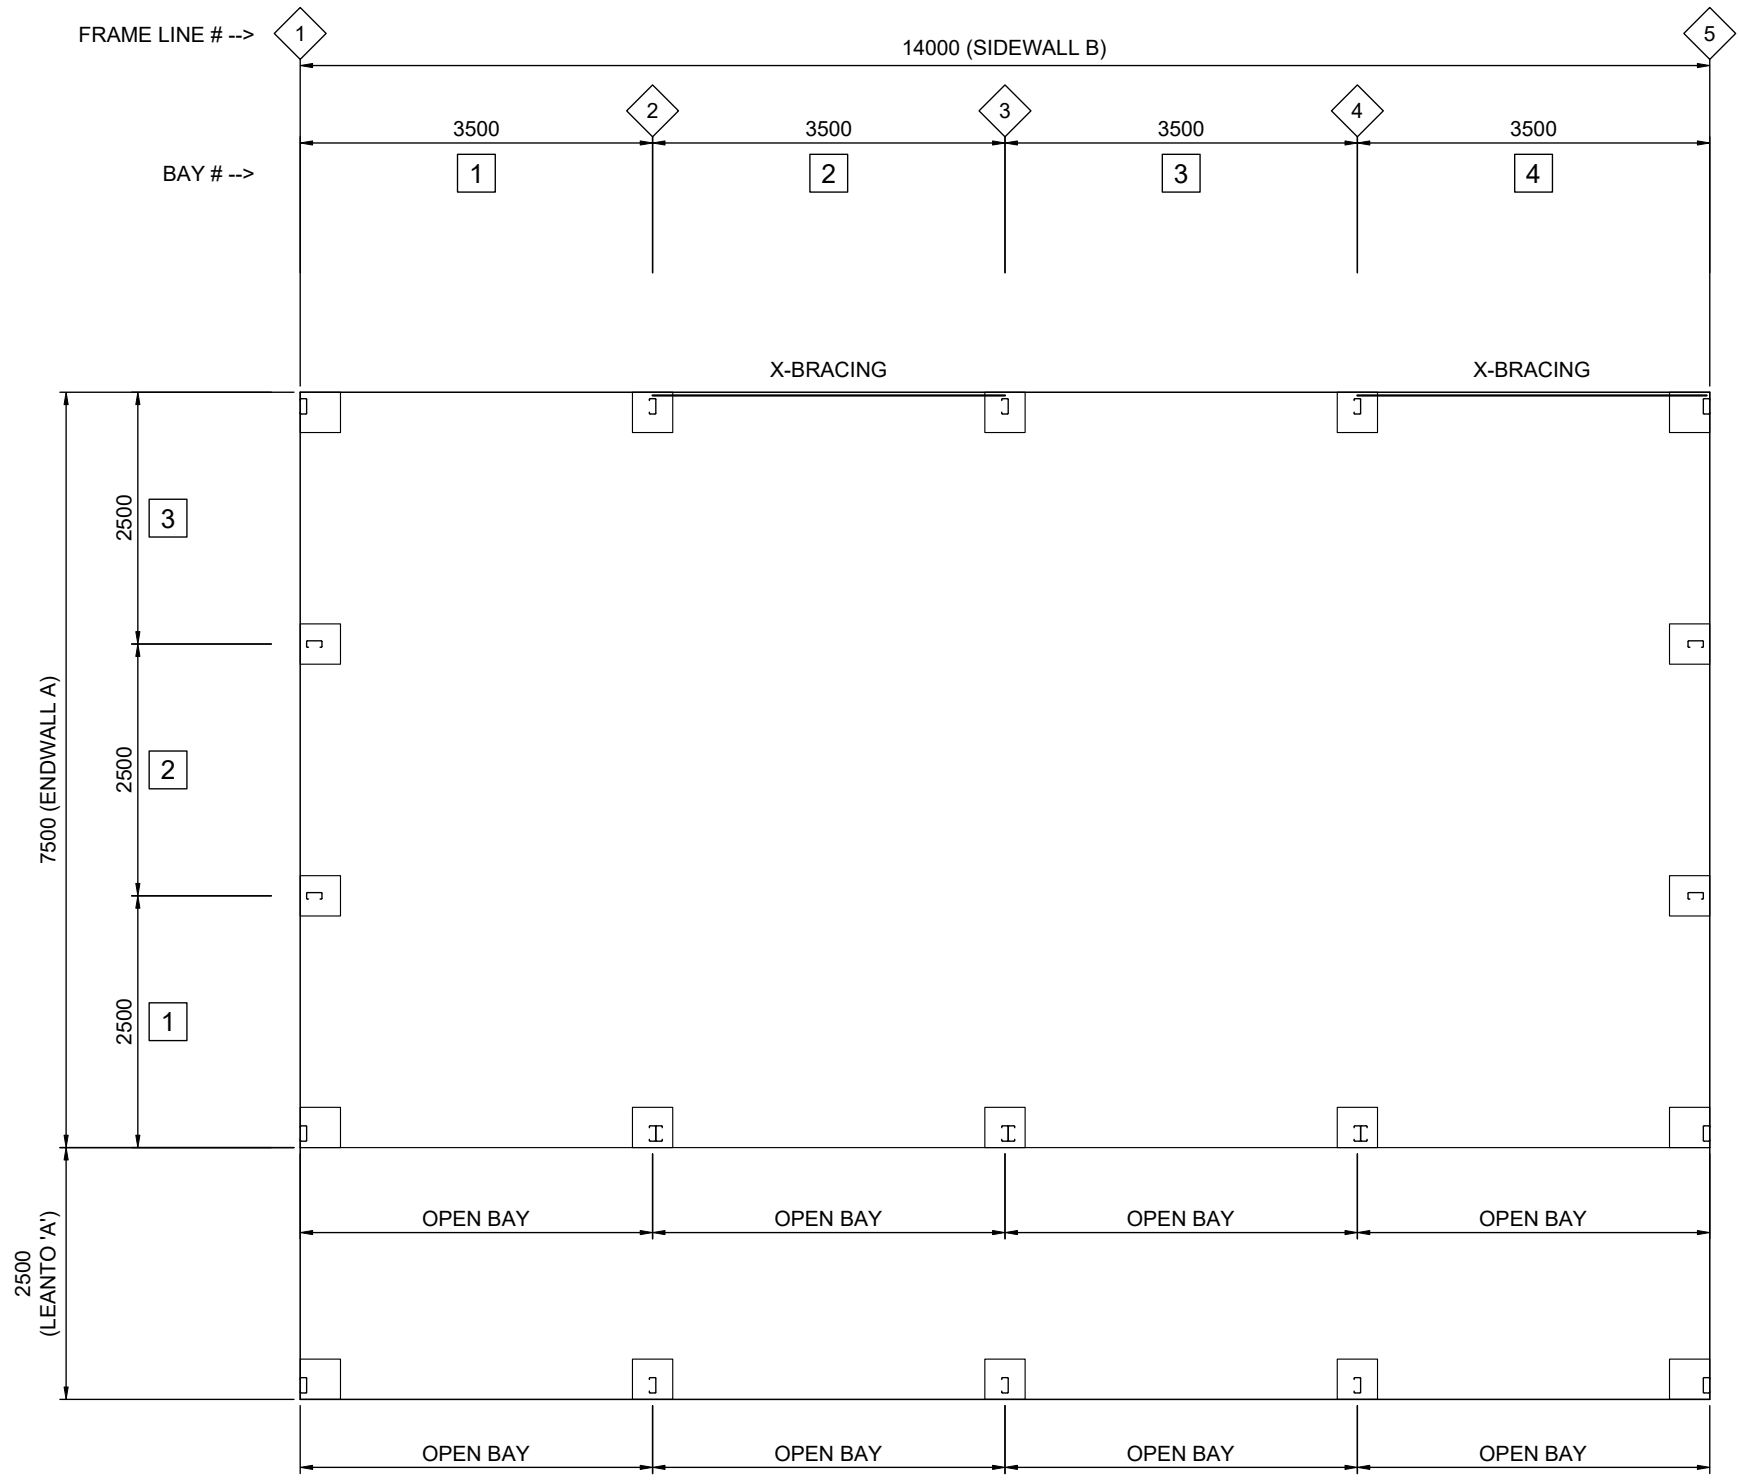 FRAME LINE # -->
1
5
14000 (SIDEWALL B)
2
3
4
3500
3500
3500
3500
BAY # -->
1
2
3
4
X-BRACING
X-BRACING
2500
3
7500 (ENDWALL A)
2500
2
2500
1
2500
(LEANTO 'A')
OPEN BAY
OPEN BAY
OPEN BAY
OPEN BAY
OPEN BAY
OPEN BAY
OPEN BAY
OPEN BAY